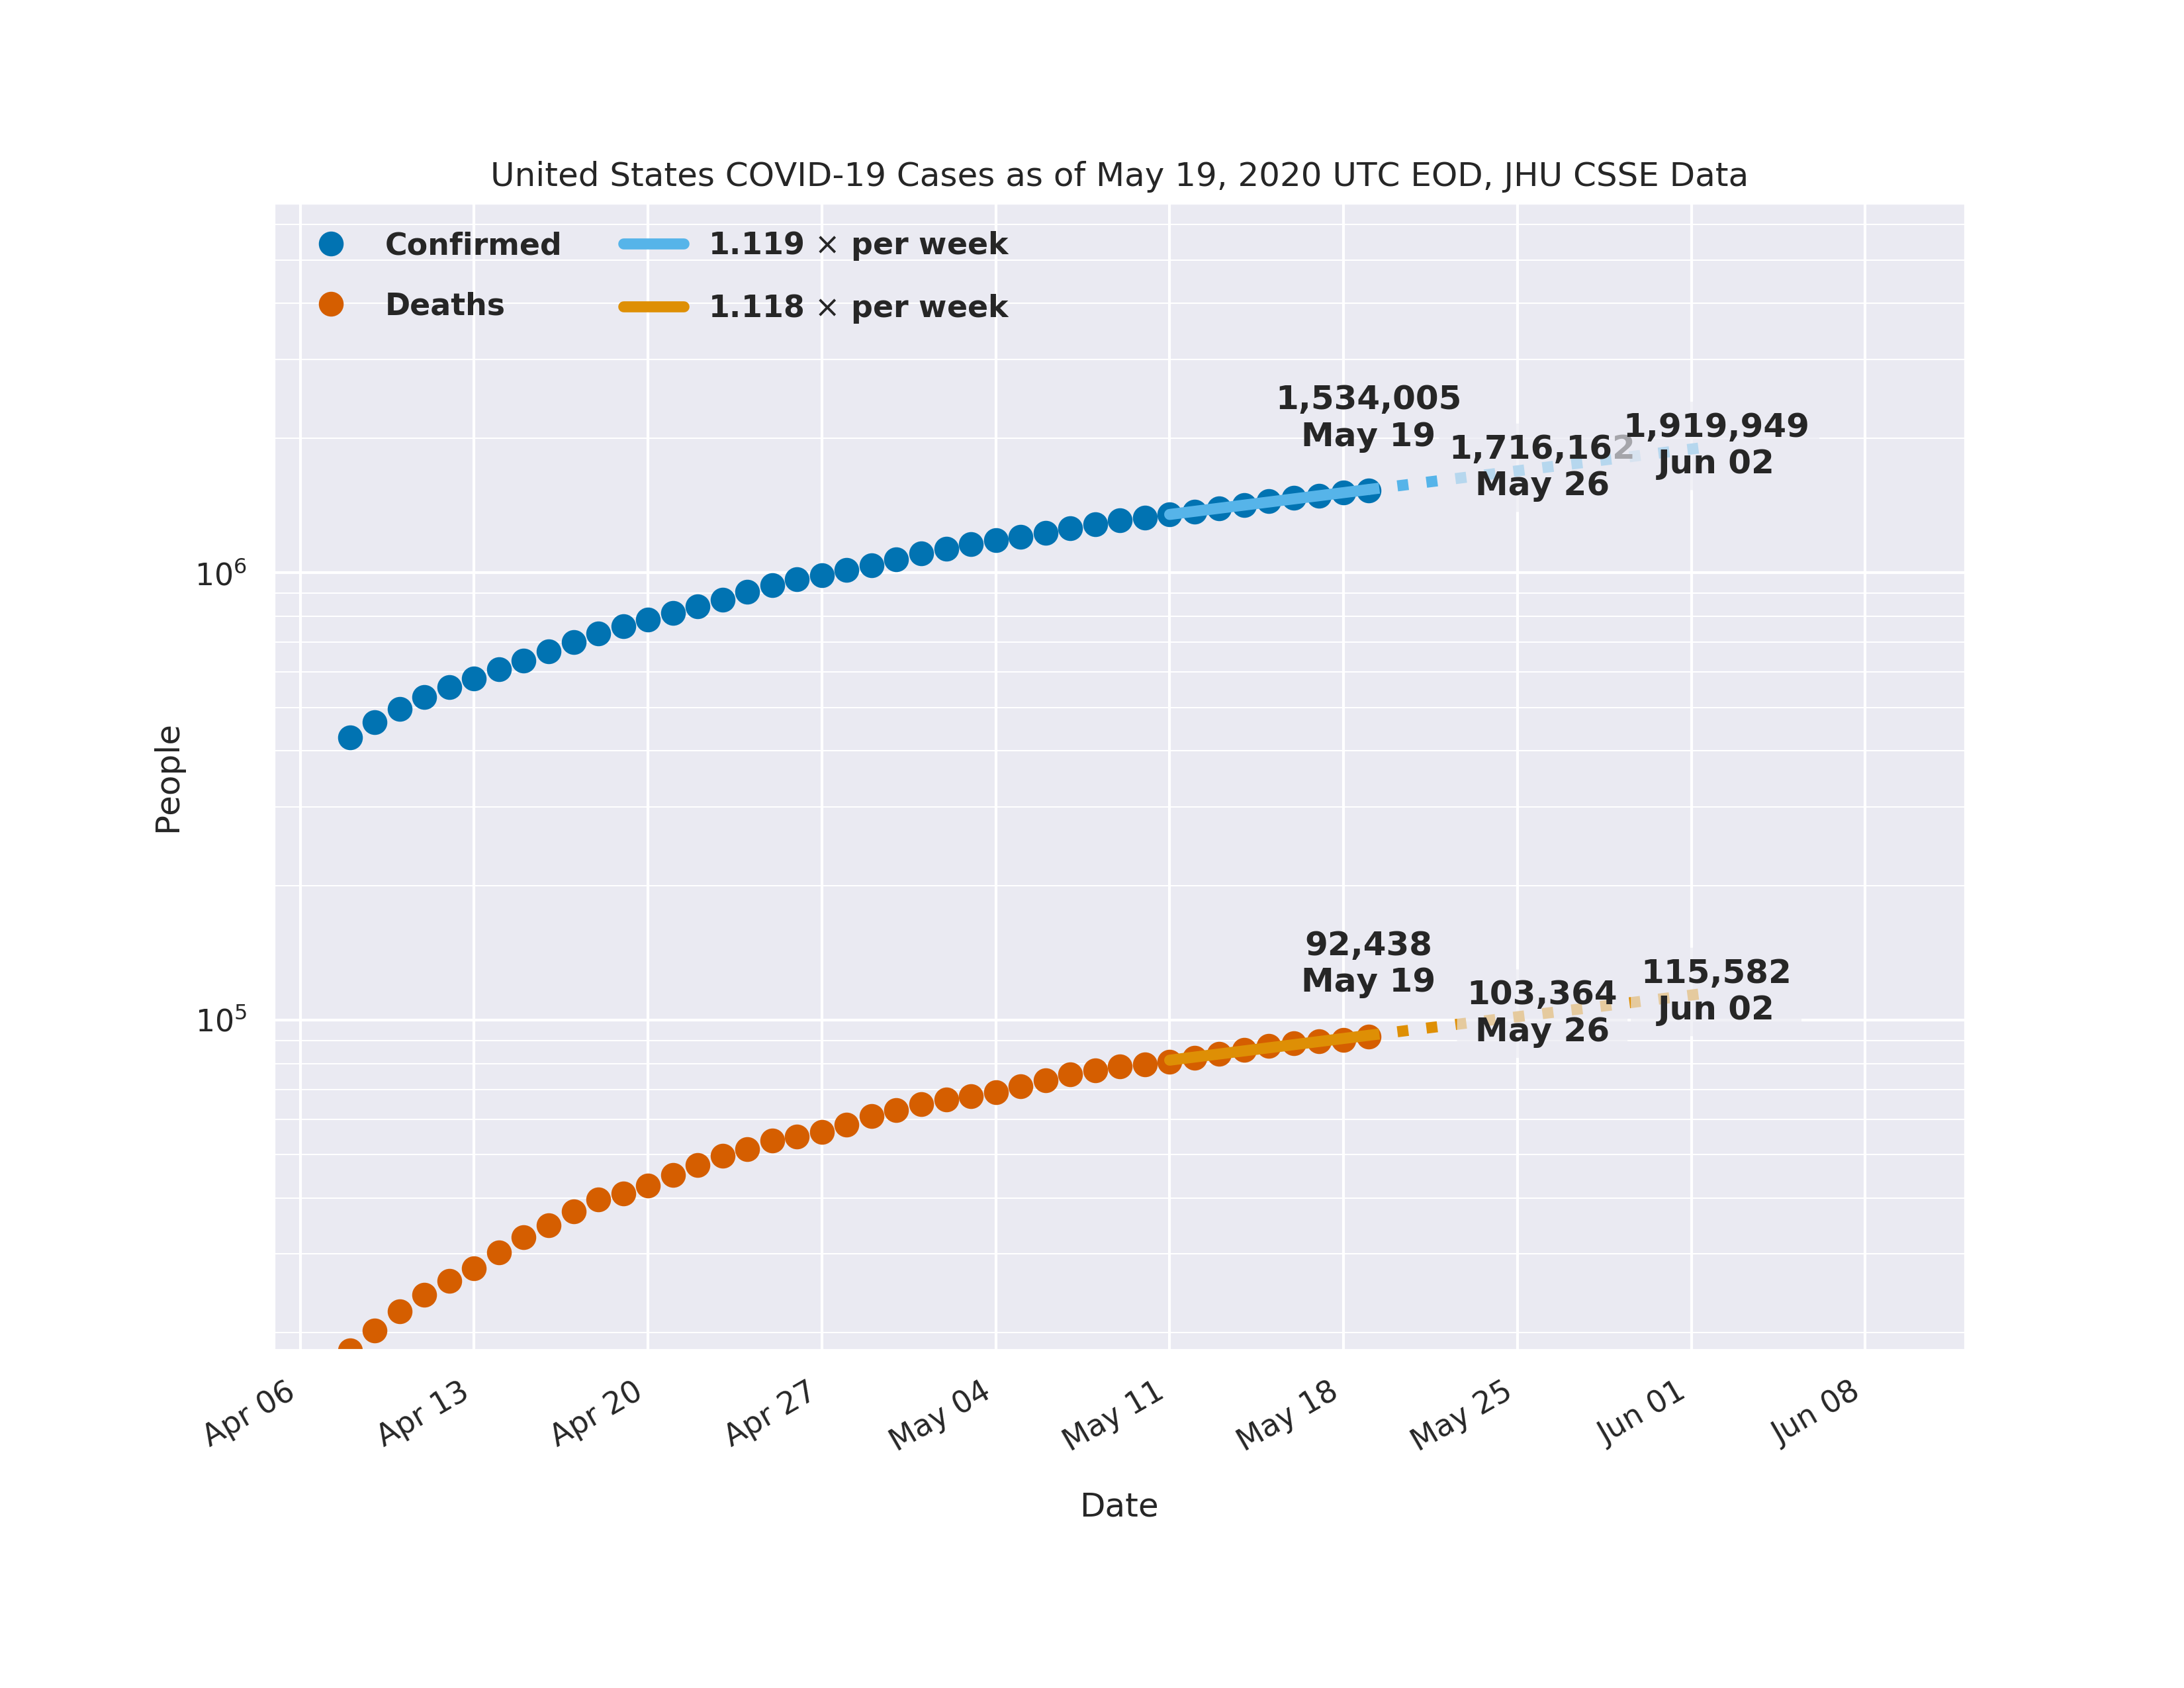 United States COVID-19 Cases as of May 19, 2020 UTC EOD, JHU CSSE Data
Confirmed
Deaths
1.119 × per week
1.118 × per week
1,534,005
May 19
1,716,162
May 26
1,919,949
Jun 02
10⁶
People
92,438
May 19
103,364
May 26
115,582
Jun 02
10⁵
Apr 06
Apr 13
Apr 20
Apr 27
May 04
May 11
May 18
May 25
Jun 01
Jun 08
Date